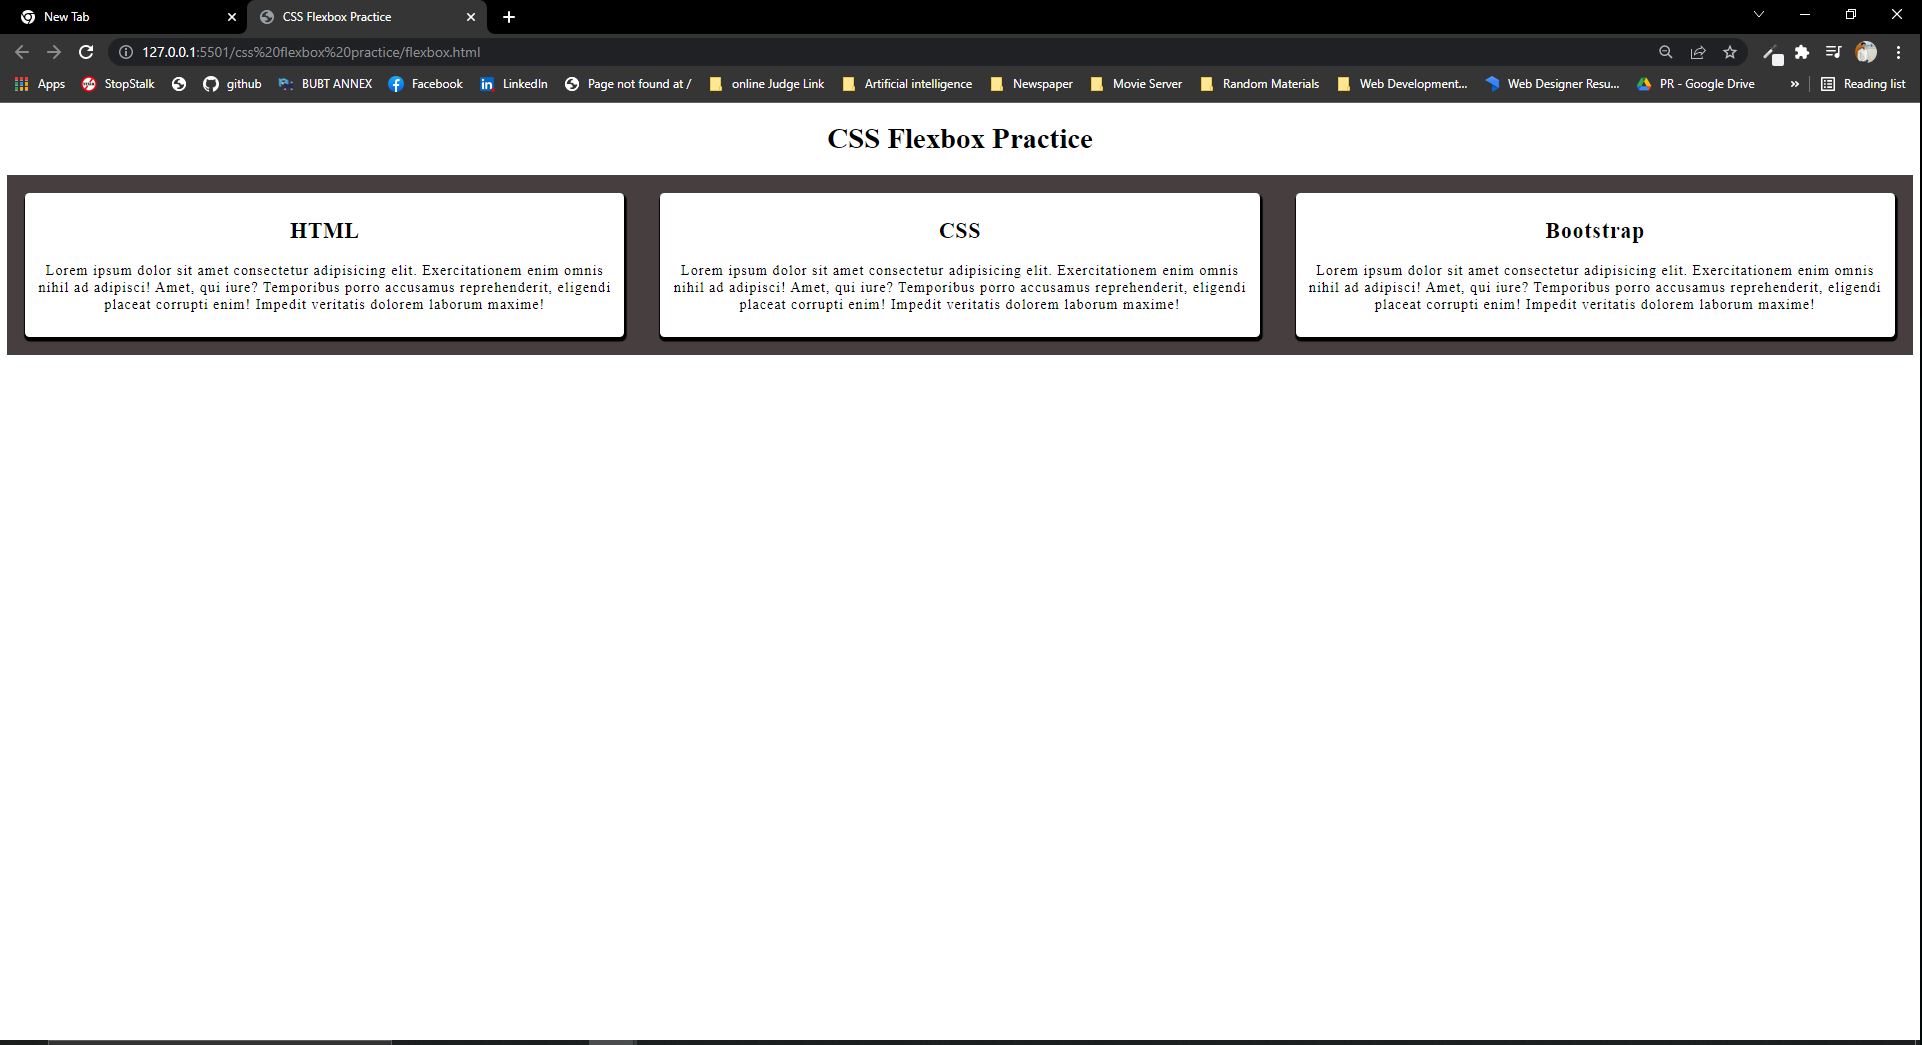 New Tab
CSS Flexbox Practice
127.0.0.1:5501/css%20flexbox%20practice/flexbox.html
Apps StopStalk github BUBT ANNEX Facebook LinkedIn Page not found at / online Judge Link Artificial intelligence Newspaper Movie Server Random Materials Web Development... Web Designer Resu... PR - Google Drive » Reading list
CSS Flexbox Practice
HTML
Lorem ipsum dolor sit amet consectetur adipisicing elit. Exercitationem enim omnis
nihil ad adipisci! Amet, qui iure? Temporibus porro accusamus reprehenderit, eligendi
placeat corrupti enim! Impedit veritatis dolorem laborum maxime!
CSS
Lorem ipsum dolor sit amet consectetur adipisicing elit. Exercitationem enim omnis
nihil ad adipisci! Amet, qui iure? Temporibus porro accusamus reprehenderit, eligendi
placeat corrupti enim! Impedit veritatis dolorem laborum maxime!
Bootstrap
Lorem ipsum dolor sit amet consectetur adipisicing elit. Exercitationem enim omnis
nihil ad adipisci! Amet, qui iure? Temporibus porro accusamus reprehenderit, eligendi
placeat corrupti enim! Impedit veritatis dolorem laborum maxime!